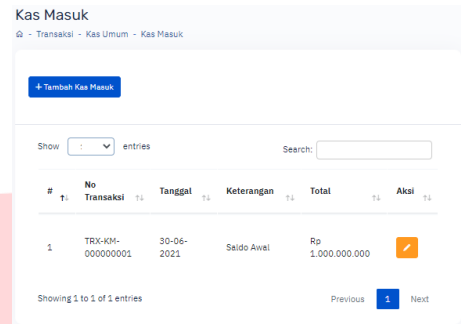 Kas Masuk
- Transaksi - Kas Umum - Kas Masuk
+ Tambah Kas Masuk
Show : entries Search:
# No Transaksi Tanggal Keterangan Total Aksi
1 TRX-KM-000000001 30-06-2021 Saldo Awal Rp 1.000.000.000
Showing 1 to 1 of 1 entries Previous 1 Next